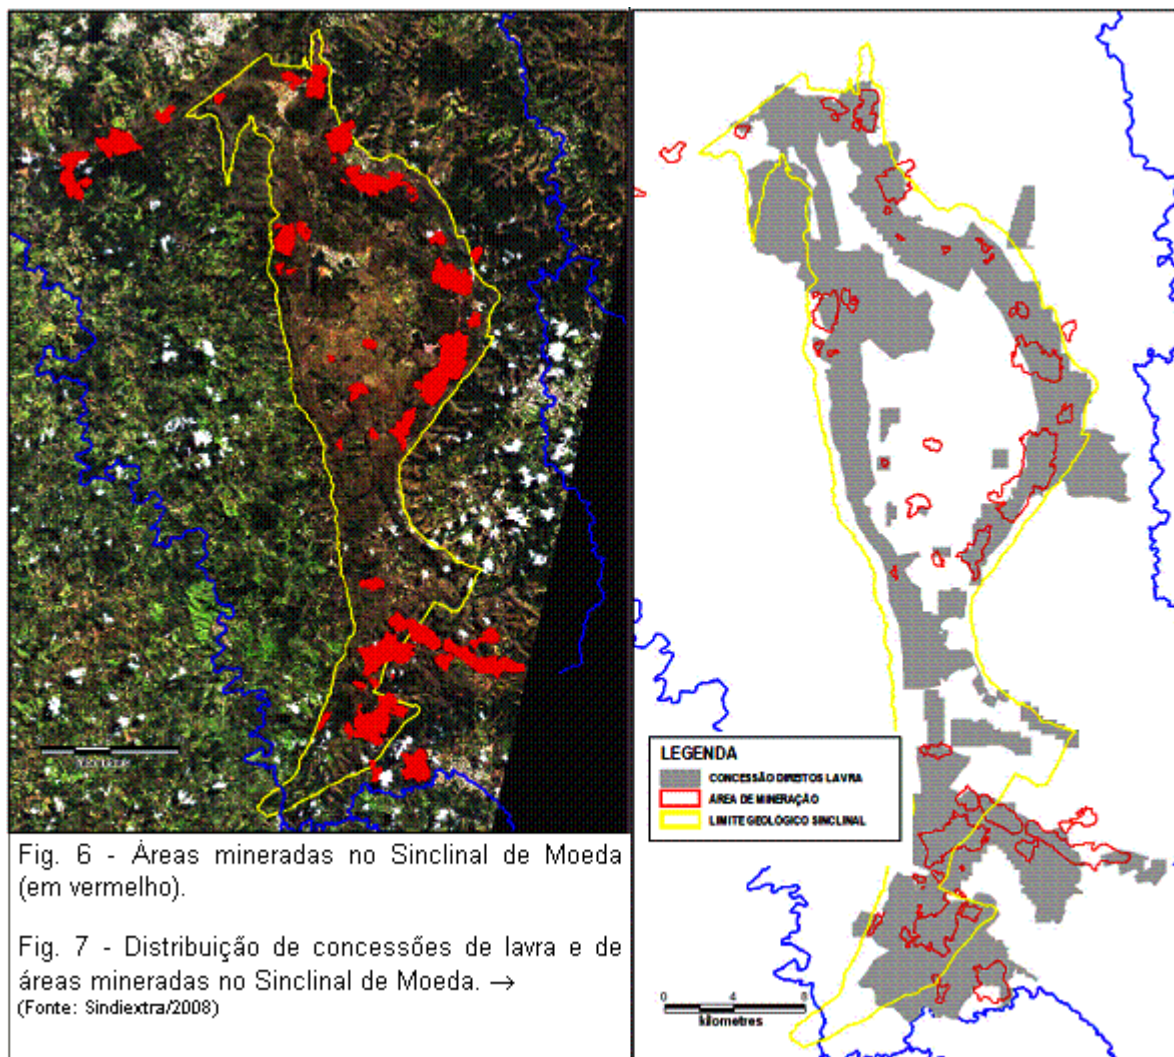 Fig. 6 - Áreas mineradas no Sinclinal de Moeda
(em vermelho).
Fig. 7 - Distribuição de concessões de lavra e de
áreas mineradas no Sinclinal de Moeda. →
(Fonte: Sindiextra/2008)
LEGENDA
CONCESSÃO DIREITOS LAVRA
ÁREA DE MINERAÇÃO
LIMITE GEOLÓGICO SINCLINAL
0 4 8
kilometres